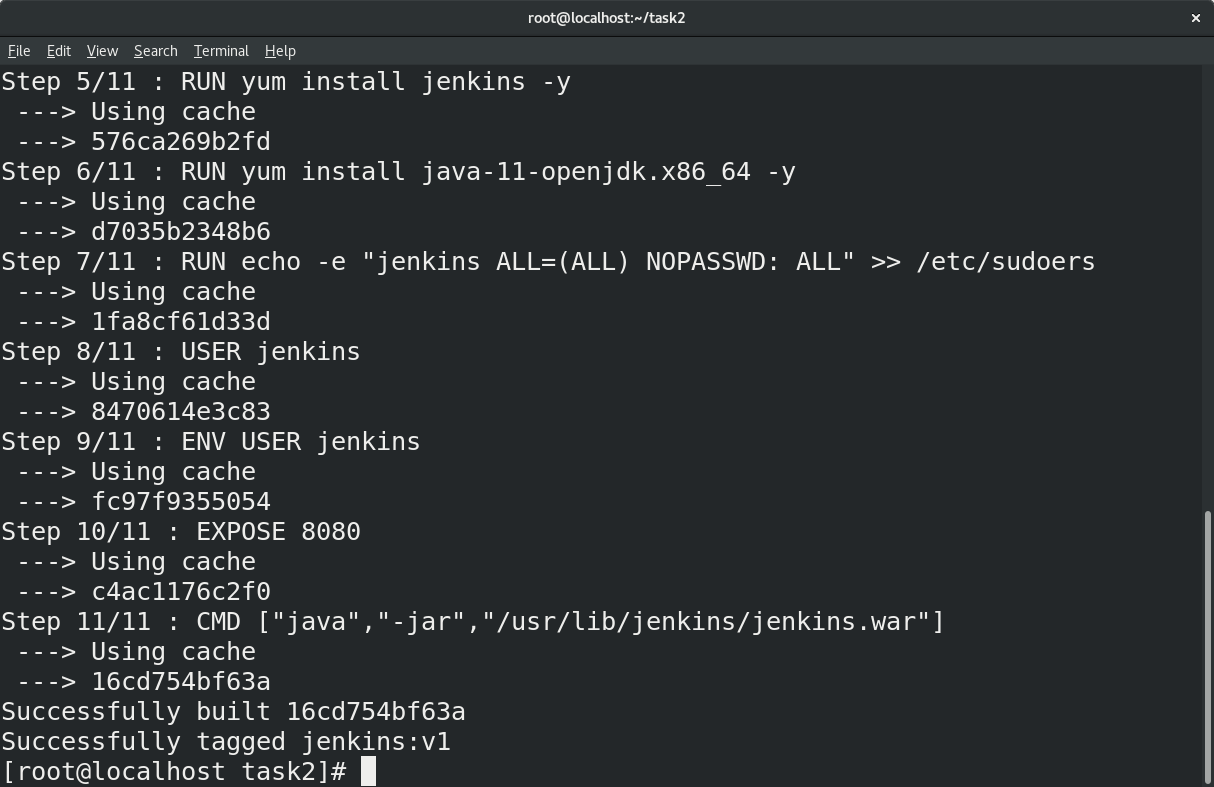 root@localhost:~/task2
File Edit View Search Terminal Help
Step 5/11 : RUN yum install jenkins -y
 ---> Using cache
 ---> 576ca269b2fd
Step 6/11 : RUN yum install java-11-openjdk.x86_64 -y
 ---> Using cache
 ---> d7035b2348b6
Step 7/11 : RUN echo -e "jenkins ALL=(ALL) NOPASSWD: ALL" >> /etc/sudoers
 ---> Using cache
 ---> 1fa8cf61d33d
Step 8/11 : USER jenkins
 ---> Using cache
 ---> 8470614e3c83
Step 9/11 : ENV USER jenkins
 ---> Using cache
 ---> fc97f9355054
Step 10/11 : EXPOSE 8080
 ---> Using cache
 ---> c4ac1176c2f0
Step 11/11 : CMD ["java","-jar","/usr/lib/jenkins/jenkins.war"]
 ---> Using cache
 ---> 16cd754bf63a
Successfully built 16cd754bf63a
Successfully tagged jenkins:v1
[root@localhost task2]#